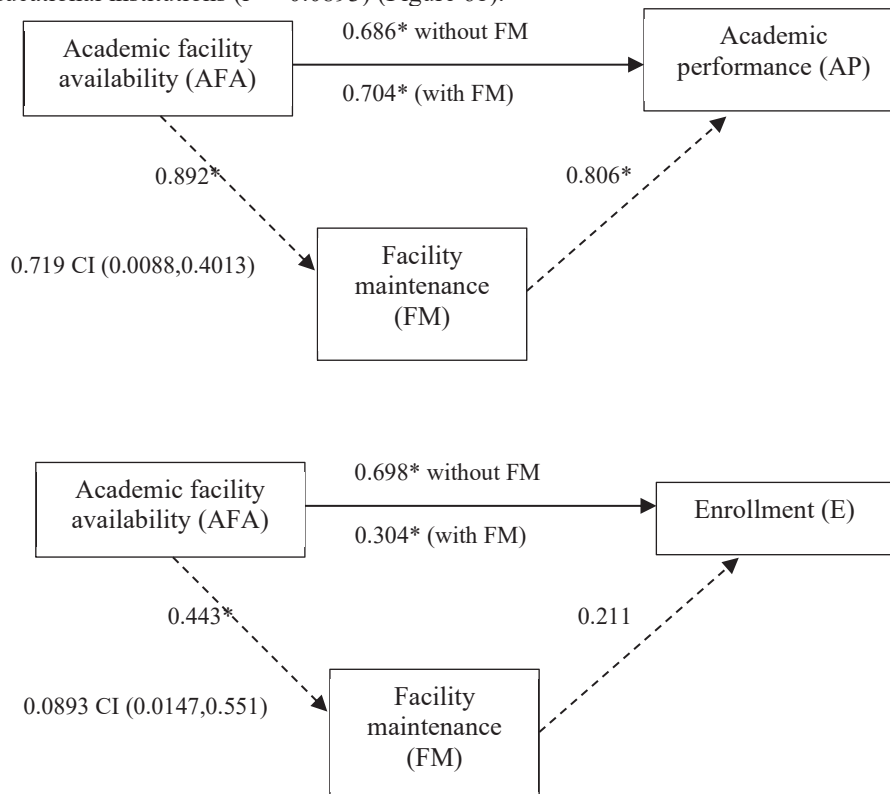 0.686* without FM
Academic facility
availability (AFA)
Academic
performance (AP)
0.704* (with FM)
0.892*
0.806*
0.719 CI (0.0088,0.4013)
Facility
maintenance
(FM)
0.698* without FM
Academic facility
availability (AFA)
Enrollment (E)
0.304* (with FM)
0.443*
0.211
0.0893 CI (0.0147,0.551)
Facility
maintenance
(FM)